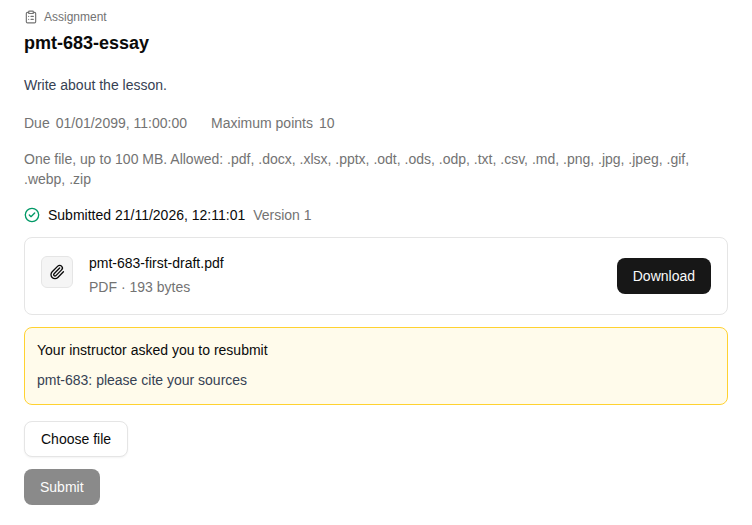 Assignment
pmt-683-essay
Write about the lesson.
Due 01/01/2099, 11:00:00 Maximum points 10
One file, up to 100 MB. Allowed: .pdf, .docx, .xlsx, .pptx, .odt, .ods, .odp, .txt, .csv, .md, .png, .jpg, .jpeg, .gif,
.webp, .zip
Submitted 21/11/2026, 12:11:01 Version 1
pmt-683-first-draft.pdf
PDF · 193 bytes
Download
Your instructor asked you to resubmit
pmt-683: please cite your sources
Choose file
Submit